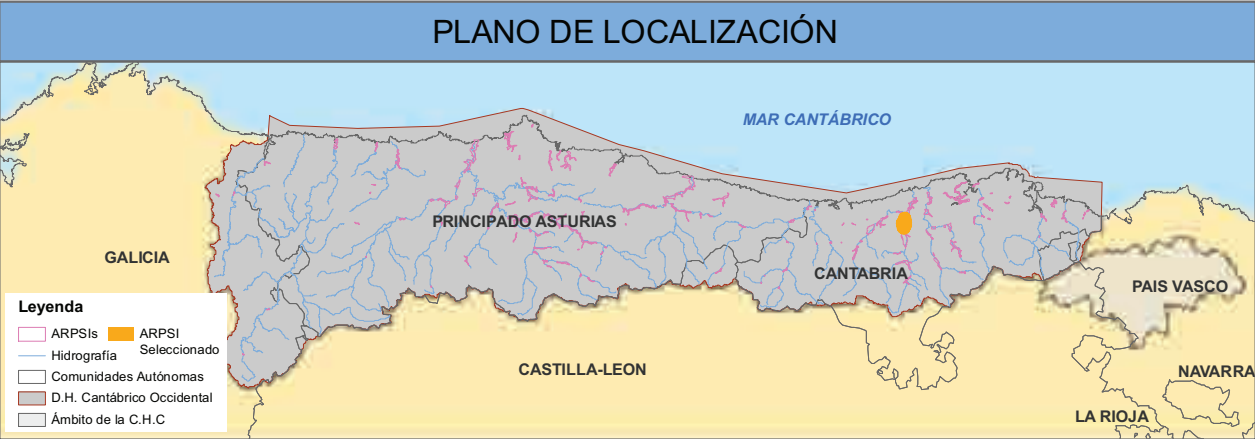 PLANO DE LOCALIZACIÓN
MAR CANTÁBRICO
PRINCIPADO ASTURIAS
GALICIA
CANTABRIA
PAIS VASCO
CASTILLA-LEON
NAVARRA
LA RIOJA
Leyenda
ARPSIs
ARPSI
Seleccionado
Hidrografía
Comunidades Autónomas
D.H. Cantábrico Occidental
Ámbito de la C.H.C